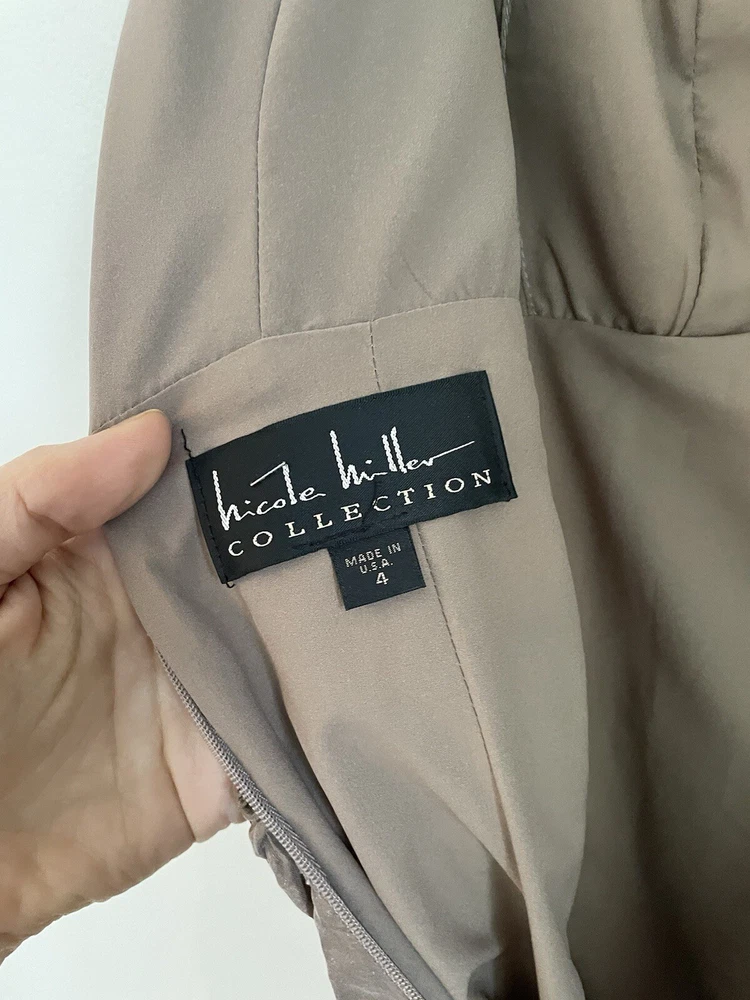 nicole miller
COLLECTION
MADE IN
U.S.A.
4